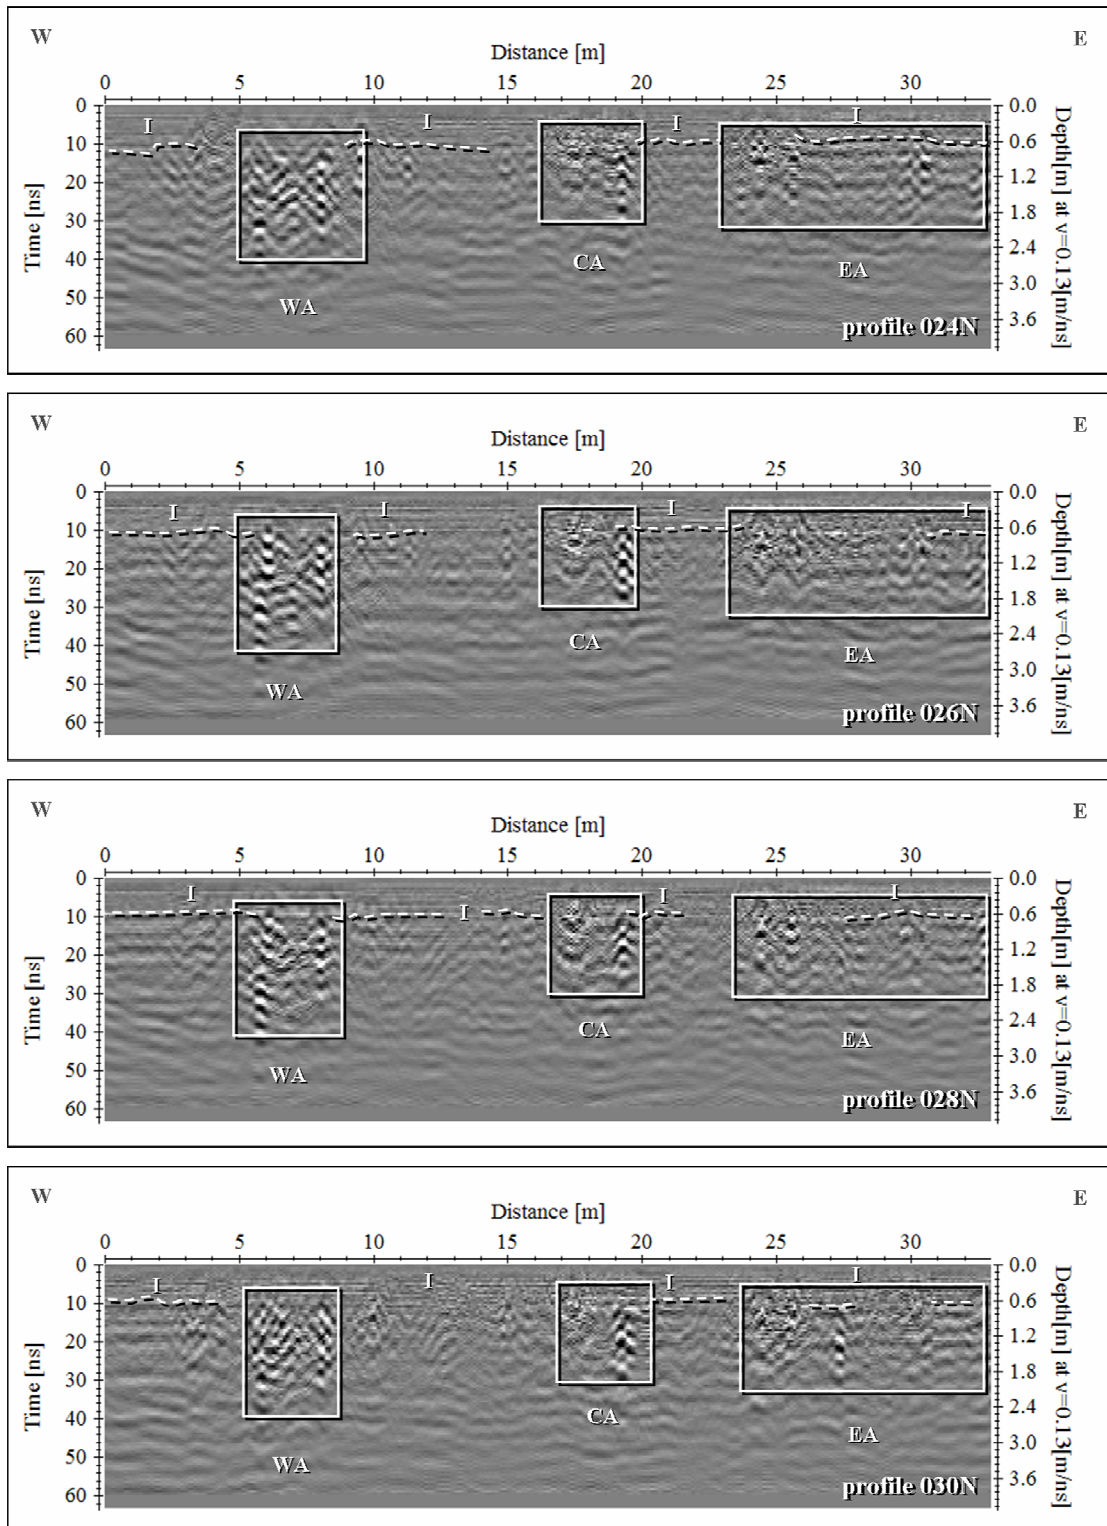 W E
Distance [m]
0 5 10 15 20 25 30
0 0.0
10 0.6
20 1.2
30 1.8
40 2.4
50 3.0
60 3.6
Time [ns]
Depth[m] at v=0.13[m/ns]
I I I I
WA CA EA
profile 024N
W E
Distance [m]
0 5 10 15 20 25 30
0 0.0
10 0.6
20 1.2
30 1.8
40 2.4
50 3.0
60 3.6
Time [ns]
Depth[m] at v=0.13[m/ns]
I I I I
WA CA EA
profile 026N
W E
Distance [m]
0 5 10 15 20 25 30
0 0.0
10 0.6
20 1.2
30 1.8
40 2.4
50 3.0
60 3.6
Time [ns]
Depth[m] at v=0.13[m/ns]
I I I I
WA CA EA
profile 028N
W E
Distance [m]
0 5 10 15 20 25 30
0 0.0
10 0.6
20 1.2
30 1.8
40 2.4
50 3.0
60 3.6
Time [ns]
Depth[m] at v=0.13[m/ns]
I I I I
WA CA EA
profile 030N